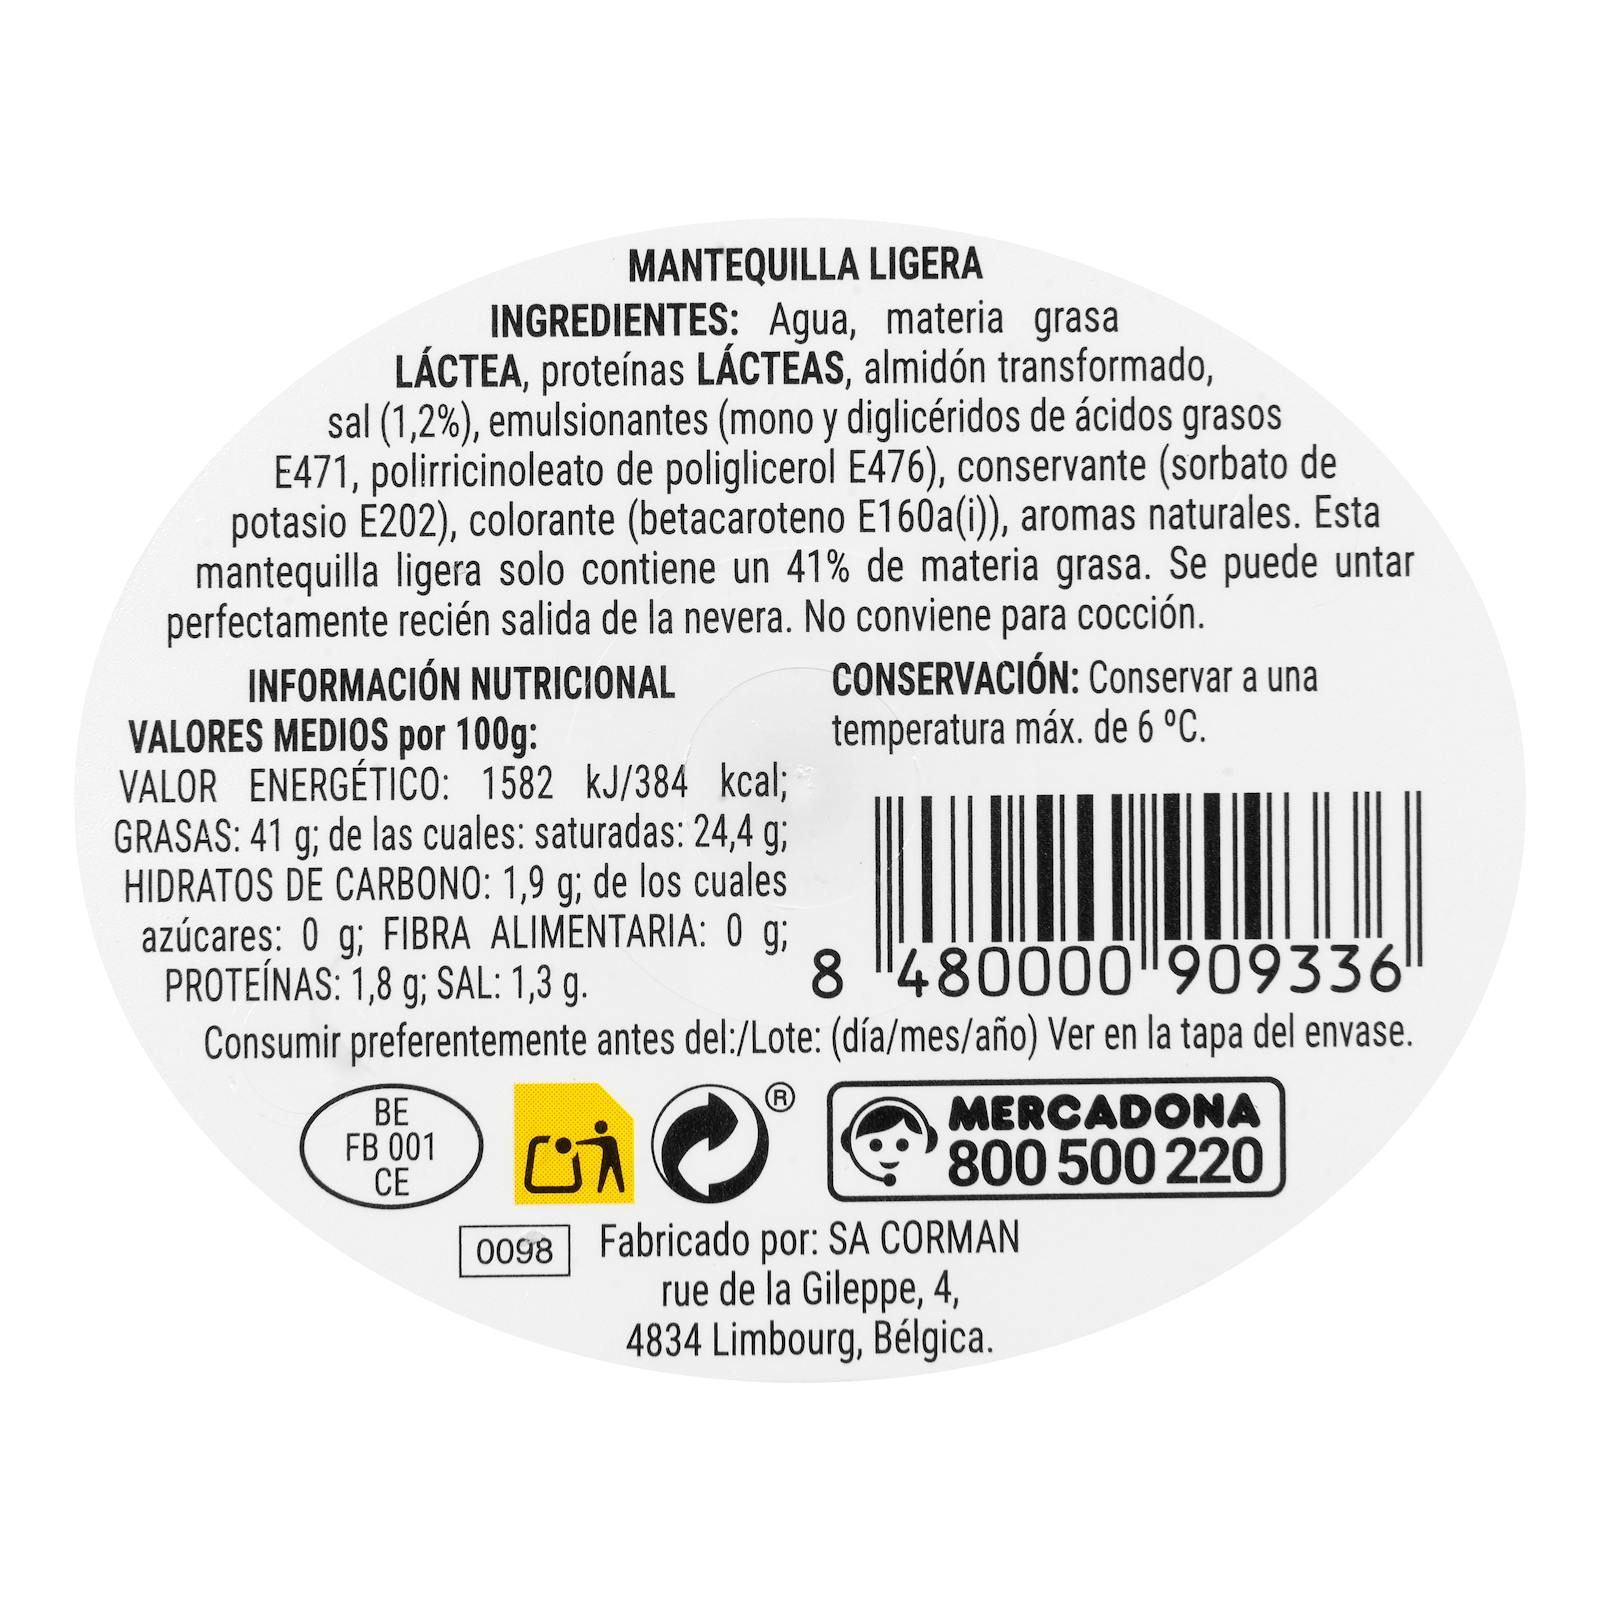 MANTEQUILLA LIGERA
INGREDIENTES: Agua, materia grasa
LÁCTEA, proteínas LÁCTEAS, almidón transformado,
sal (1,2%), emulsionantes (mono y diglicéridos de ácidos grasos
E471, polirricinoleato de poliglicerol E476), conservante (sorbato de
potasio E202), colorante (betacaroteno E160a(i)), aromas naturales. Esta
mantequilla ligera solo contiene un 41% de materia grasa. Se puede untar
perfectamente recién salida de la nevera. No conviene para cocción.
INFORMACIÓN NUTRICIONAL
VALORES MEDIOS por 100g:
VALOR ENERGÉTICO: 1582 kJ/384 kcal;
GRASAS: 41 g; de las cuales: saturadas: 24,4 g;
HIDRATOS DE CARBONO: 1,9 g; de los cuales
azúcares: 0 g; FIBRA ALIMENTARIA: 0 g;
PROTEÍNAS: 1,8 g; SAL: 1,3 g.
CONSERVACIÓN: Conservar a una
temperatura máx. de 6 ºC.
8 480000 909336
Consumir preferentemente antes del:/Lote: (día/mes/año) Ver en la tapa del envase.
BE
FB 001
CE
®
MERCADONA
800 500 220
0098
Fabricado por: SA CORMAN
rue de la Gileppe, 4,
4834 Limbourg, Bélgica.